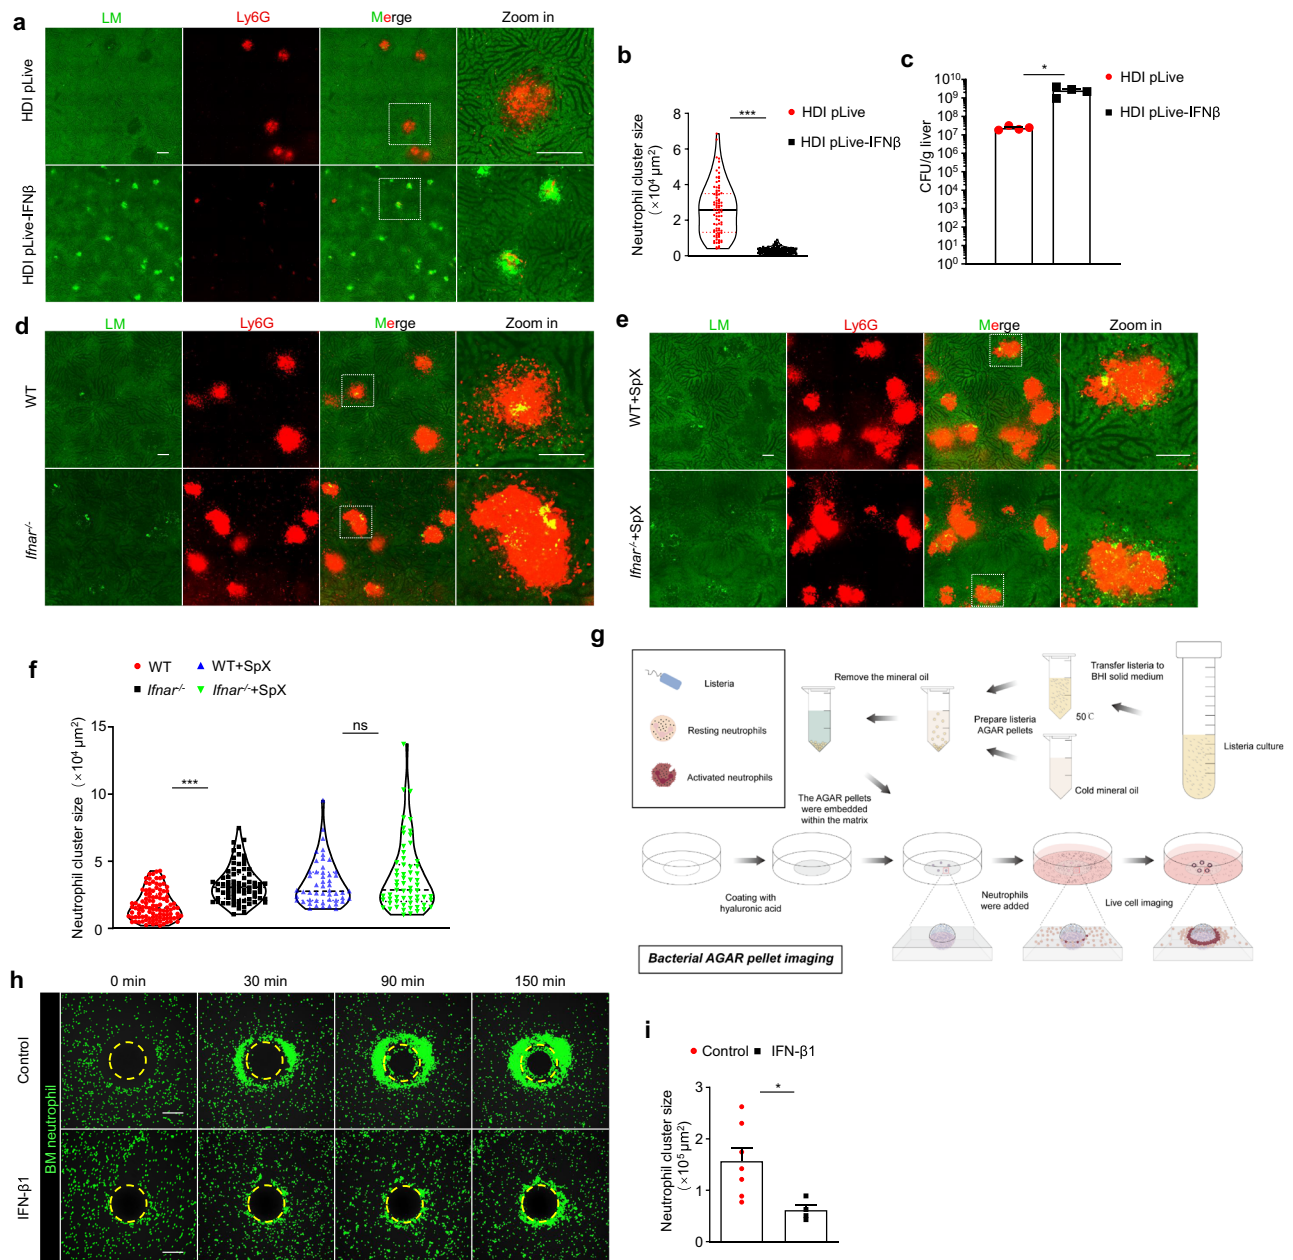 a
LM
Ly6G
Merge
Zoom in
HDI pLive
HDI pLive-IFNβ
b
Neutrophil cluster size
(×10⁴ μm²)
8
6
4
2
0
***
HDI pLive
HDI pLive-IFNβ
c
CFU/g liver
10¹⁰
10⁹
10⁸
10⁷
10⁶
10⁵
10⁴
10³
10²
10¹
10⁰
*
HDI pLive
HDI pLive-IFNβ
d
LM
Ly6G
Merge
Zoom in
WT
Ifnar⁻/⁻
e
LM
Ly6G
Merge
Zoom in
WT+SpX
Ifnar⁻/⁻+SpX
f
WT
WT+SpX
Ifnar⁻/⁻
Ifnar⁻/⁻+SpX
Neutrophil cluster size (×10⁴ μm²)
15
10
5
0
***
ns
g
Listeria
Resting neutrophils
Activated neutrophils
Remove the mineral oil
Transfer listeria to
BHI solid medium
50℃
Prepare listeria
AGAR pellets
Cold mineral oil
Listeria culture
The AGAR pellets
were embedded
within the matrix
Coating with
hyaluronic acid
Neutrophils
were added
Live cell imaging
Bacterial AGAR pellet imaging
h
0 min
30 min
90 min
150 min
BM neutrophil
Control
IFN-β1
i
Control
IFN-β1
Neutrophil cluster size
(×10⁵ μm²)
3
2
1
0
*